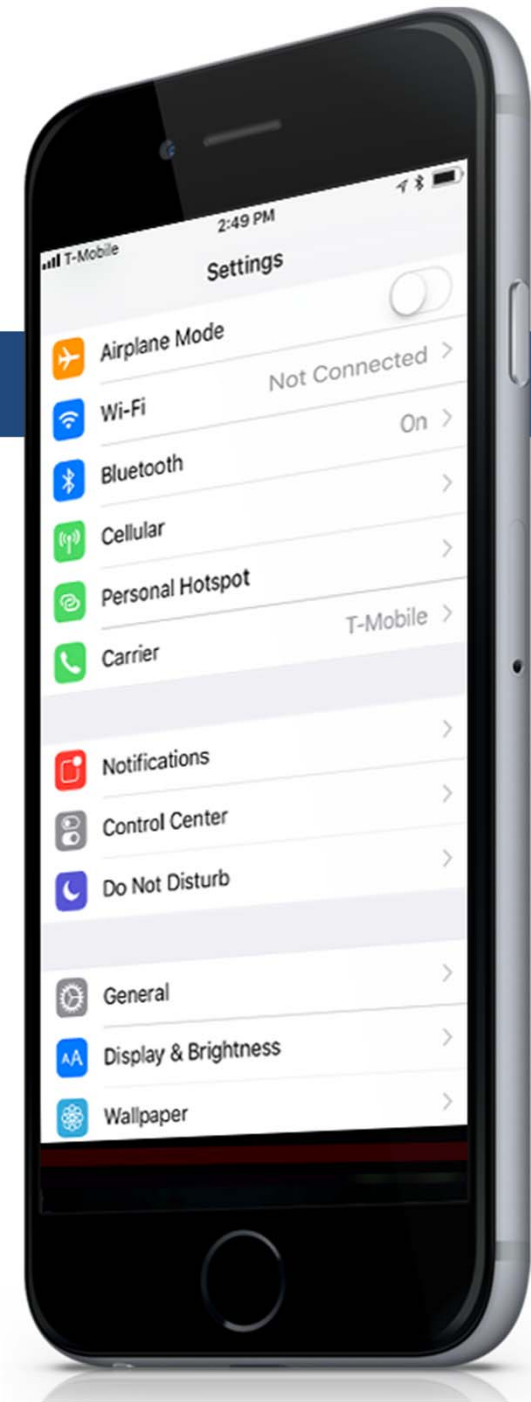 T-Mobile 2:49 PM
Settings
Airplane Mode
Wi-Fi Not Connected
Bluetooth On
Cellular
Personal Hotspot
Carrier T-Mobile
Notifications
Control Center
Do Not Disturb
General
AA Display & Brightness
Wallpaper